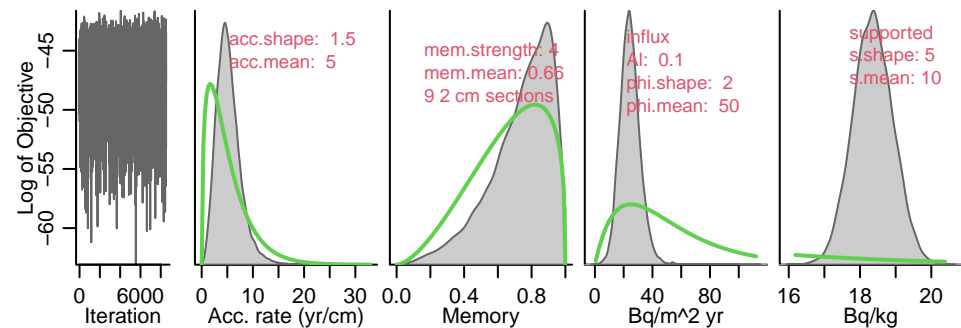 Log of Objective
−45
−50
−55
−60
0 6000
Iteration
acc.shape: 1.5
acc.mean: 5
0 10 20 30
Acc. rate (yr/cm)
mem.strength: 4
mem.mean: 0.66
9 2 cm sections
0.0 0.4 0.8
Memory
influx
Al: 0.1
phi.shape: 2
phi.mean: 50
0 40 80
Bq/m^2 yr
supported
s.shape: 5
s.mean: 10
16 18 20
Bq/kg